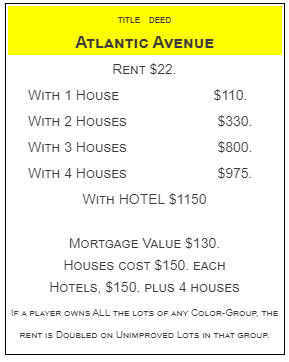 TITLE DEED
ATLANTIC AVENUE
RENT $22.
WITH 1 HOUSE $110.
WITH 2 HOUSES $330.
WITH 3 HOUSES $800.
WITH 4 HOUSES $975.
WITH HOTEL $1150
MORTGAGE VALUE $130.
HOUSES COST $150. EACH
HOTELS, $150. PLUS 4 HOUSES
IF A PLAYER OWNS ALL THE LOTS OF ANY COLOR-GROUP, THE
RENT IS DOUBLED ON UNIMPROVED LOTS IN THAT GROUP.